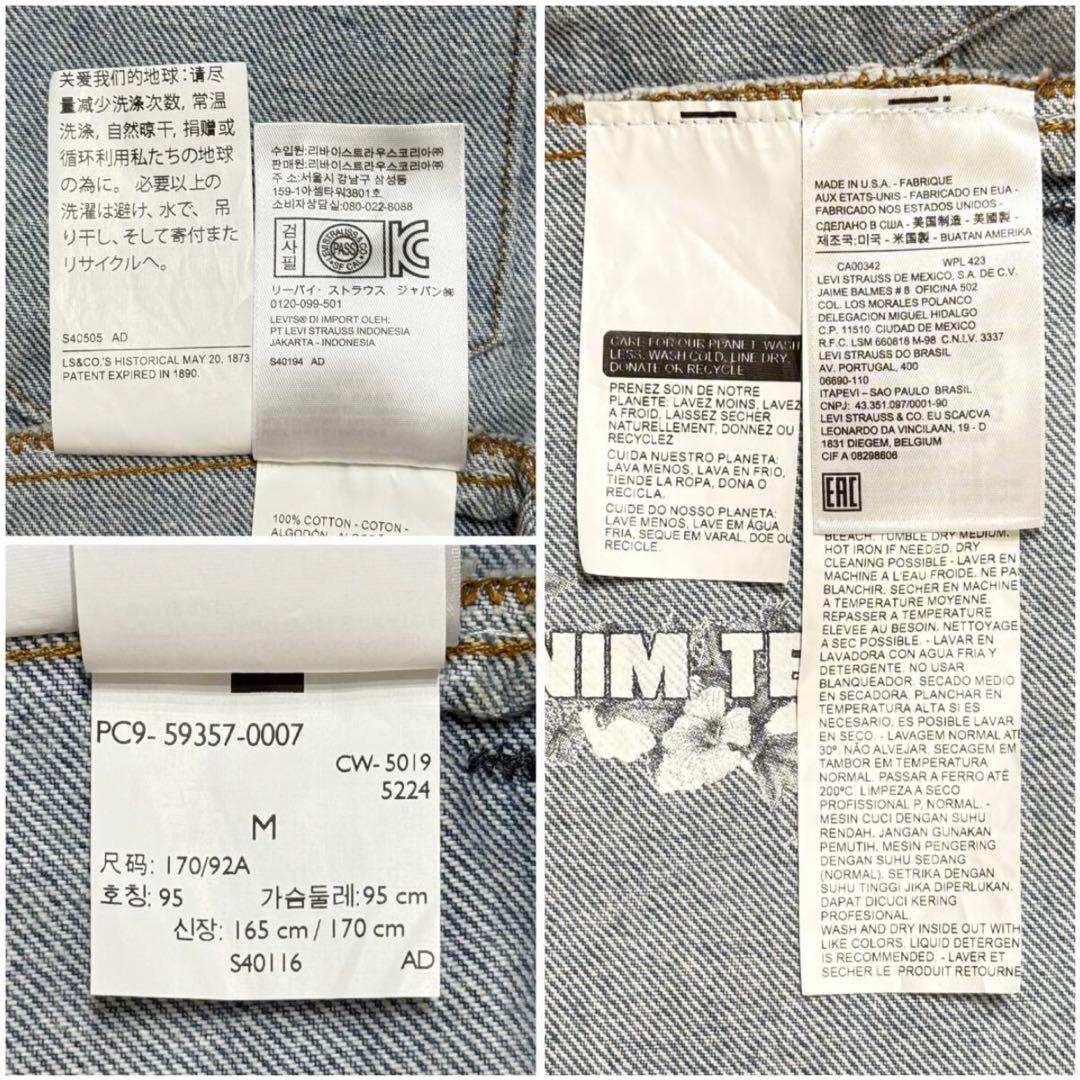 关爱我们的地球:请尽
量减少洗涤次数, 常温
洗涤, 自然晾干, 捐赠或
循环利用私たちの地球
の為に。 必要以上の
洗濯は避け、水で、 吊
り干し、そして寄付また
リサイクルへ。
S40505 AD
LS&CO.'S HISTORICAL MAY 20, 1873
PATENT EXPIRED IN 1890.
수입원:리바이스트라우스코리아㈜
판매원:리바이스트라우스코리아㈜
주 소:서울시 강남구 삼성동
159-1아셈타워3801호
소비자상담실:080-022-8088
검사필
LEVI STRAUSS & CO
PASS
SF CAL
リーバイ・ストラウス ジャパン㈱
0120-099-501
LEVI'S® DI IMPORT OLEH:
PT LEVI STRAUSS INDONESIA
JAKARTA - INDONESIA
S40194 AD
100% COTTON - COTON -
ALGODÓN - ALGODÃO -
PC9- 59357-0007
CW- 5019
5224
M
尺码: 170/92A
호칭: 95 가슴둘레:95 cm
신장: 165 cm / 170 cm
S40116 AD
CARE FOR OUR PLANET: WASH
LESS, WASH COLD, LINE DRY,
DONATE OR RECYCLE
PRENEZ SOIN DE NOTRE
PLANETE: LAVEZ MOINS, LAVEZ
A FROID, LAISSEZ SECHER
NATURELLEMENT, DONNEZ OU
RECYCLEZ
CUIDA NUESTRO PLANETA:
LAVA MENOS, LAVA EN FRIO,
TIENDE LA ROPA, DONA O
RECICLA.
CUIDE DO NOSSO PLANETA:
LAVE MENOS, LAVE EM ÁGUA
FRIA, SEQUE EM VARAL, DOE OU
RECICLE.
MADE IN U.S.A. - FABRIQUE
AUX ETATS-UNIS - FABRICADO EN EUA -
FABRICADO NOS ESTADOS UNIDOS -
СДЕЛАНО В США - 美国制造 - 美國製 -
제조국:미국 - 米国製 - BUATAN AMERIKA
CA00342 WPL 423
LEVI STRAUSS DE MEXICO, S.A. DE C.V.
JAIME BALMES # 8 OFICINA 502
COL. LOS MORALES POLANCO
DELEGACION MIGUEL HIDALGO
C.P. 11510 CIUDAD DE MEXICO
R.F.C. LSM 660818 M-98 C.N.I.V. 3337
LEVI STRAUSS DO BRASIL
AV. PORTUGAL, 400
06690-110
ITAPEVI – SAO PAULO BRASIL
CNPJ: 43.351.097/0001-90
LEVI STRAUSS & CO. EU SCA/CVA
LEONARDO DA VINCILAAN, 19 - D
1831 DIEGEM, BELGIUM
CIF A 08298606
EAC
BLEACH. TUMBLE DRY MEDIUM.
HOT IRON IF NEEDED. DRY
CLEANING POSSIBLE - LAVER EN
MACHINE A L'EAU FROIDE. NE PA
BLANCHIR. SECHER EN MACHINE
A TEMPERATURE MOYENNE.
REPASSER A TEMPERATURE
ELEVEE AU BESOIN. NETTOYAGE
A SEC POSSIBLE. - LAVAR EN
LAVADORA CON AGUA FRIA Y
DETERGENTE. NO USAR
BLANQUEADOR. SECADO MEDIO
EN SECADORA. PLANCHAR EN
TEMPERATURA ALTA SI ES
NECESARIO. ES POSIBLE LAVAR
EN SECO. - LAVAGEM NORMAL ATÉ
30º. NÃO ALVEJAR. SECAGEM EM
TAMBOR EM TEMPERATURA
NORMAL. PASSAR A FERRO ATÉ
200ºC. LIMPEZA A SECO
PROFISSIONAL P, NORMAL. -
MESIN CUCI DENGAN SUHU
RENDAH. JANGAN GUNAKAN
PEMUTIH. MESIN PENGERING
DENGAN SUHU SEDANG
(NORMAL). SETRIKA DENGAN
SUHU TINGGI JIKA DIPERLUKAN.
DAPAT DICUCI KERING
PROFESIONAL.
WASH AND DRY INSIDE OUT WITH
LIKE COLORS. LIQUID DETERGEN
IS RECOMMENDED. - LAVER ET
SECHER LE PRODUIT RETOURNE
NIM TE